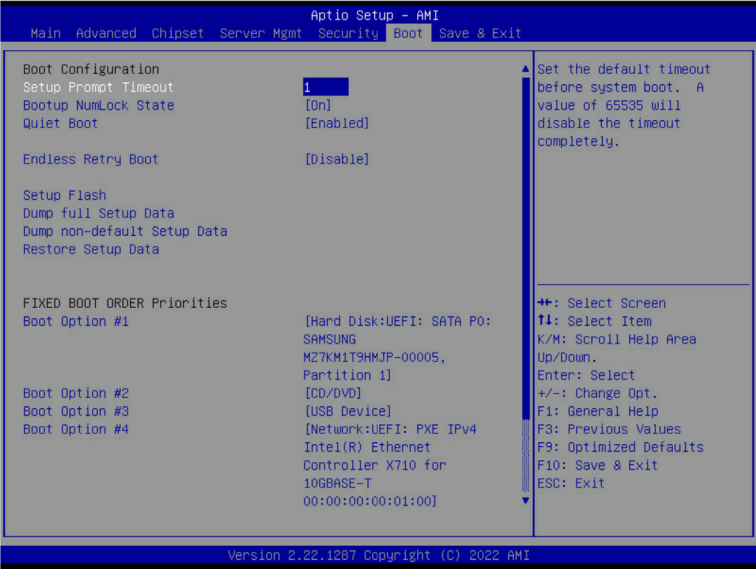 Aptio Setup – AMI
Main Advanced Chipset Server Mgmt Security Boot Save & Exit
Boot Configuration
Setup Prompt Timeout 1
Bootup NumLock State [On]
Quiet Boot [Enabled]
Endless Retry Boot [Disable]
Setup Flash
Dump full Setup Data
Dump non-default Setup Data
Restore Setup Data
FIXED BOOT ORDER Priorities
Boot Option #1 [Hard Disk:UEFI: SATA P0:
SAMSUNG
MZ7KM1T9HMJP-00005,
Partition 1]
Boot Option #2 [CD/DVD]
Boot Option #3 [USB Device]
Boot Option #4 [Network:UEFI: PXE IPv4
Intel(R) Ethernet
Controller X710 for
10GBASE-T
00:00:00:00:01:00]
Set the default timeout
before system boot. A
value of 65535 will
disable the timeout
completely.
→←: Select Screen
↑↓: Select Item
K/M: Scroll Help Area
Up/Down.
Enter: Select
+/-: Change Opt.
F1: General Help
F3: Previous Values
F9: Optimized Defaults
F10: Save & Exit
ESC: Exit
Version 2.22.1287 Copyright (C) 2022 AMI